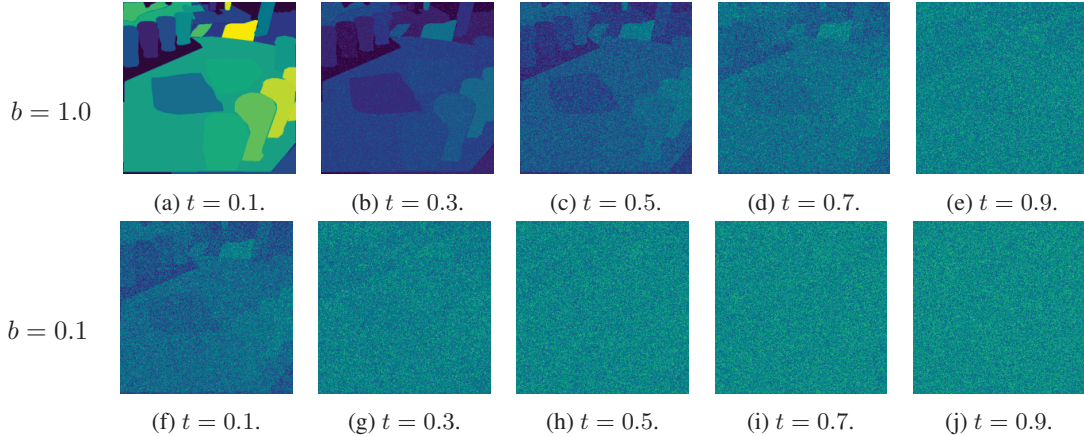 b = 1.0
(a) t = 0.1. (b) t = 0.3. (c) t = 0.5. (d) t = 0.7. (e) t = 0.9.
b = 0.1
(f) t = 0.1. (g) t = 0.3. (h) t = 0.5. (i) t = 0.7. (j) t = 0.9.